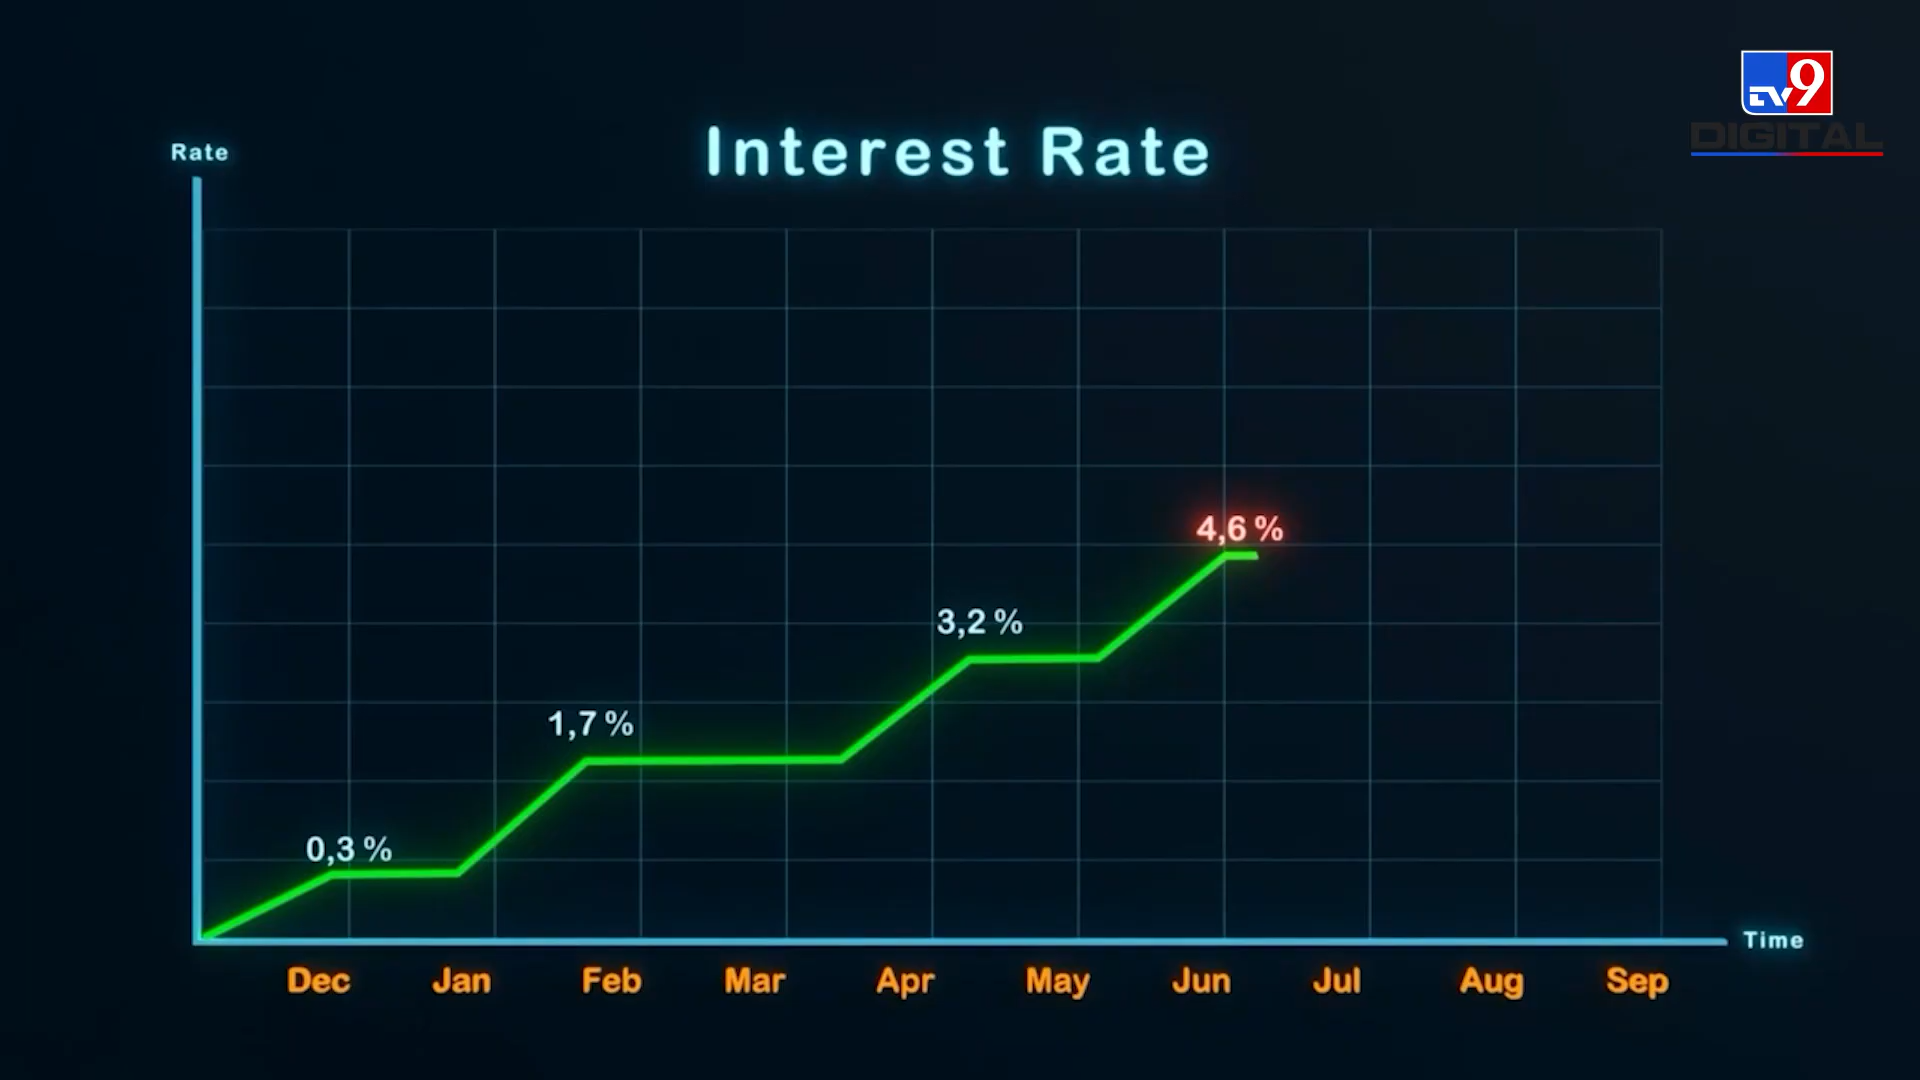 TV9
DIGITAL
Interest Rate
Rate
4,6 %
3,2 %
1,7 %
0,3 %
Time
Dec Jan Feb Mar Apr May Jun Jul Aug Sep